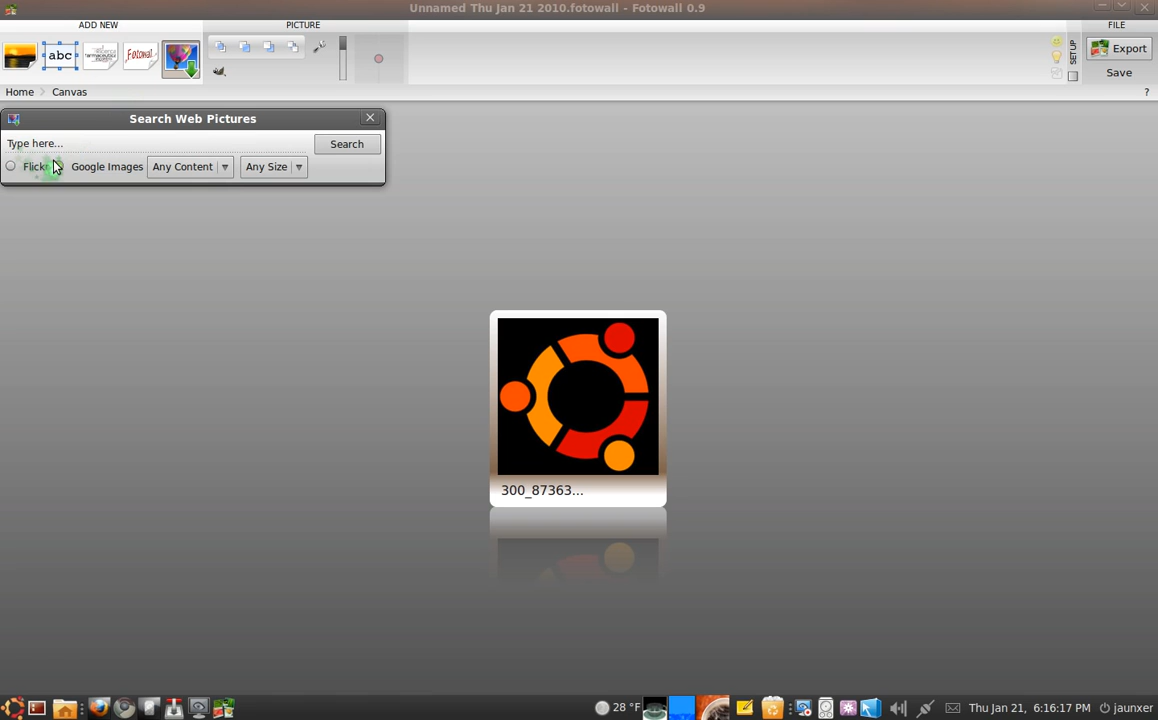 Unnamed Thu Jan 21 2010.fotowall - Fotowall 0.9
ADD NEW
PICTURE
FILE
abc
Fotowall
SET UP
Export
Save
Home > Canvas
?
Search Web Pictures
Type here...
Search
Flickr
Google Images
Any Content
Any Size
300_87363...
28 °F
Thu Jan 21, 6:16:17 PM
jaunxer